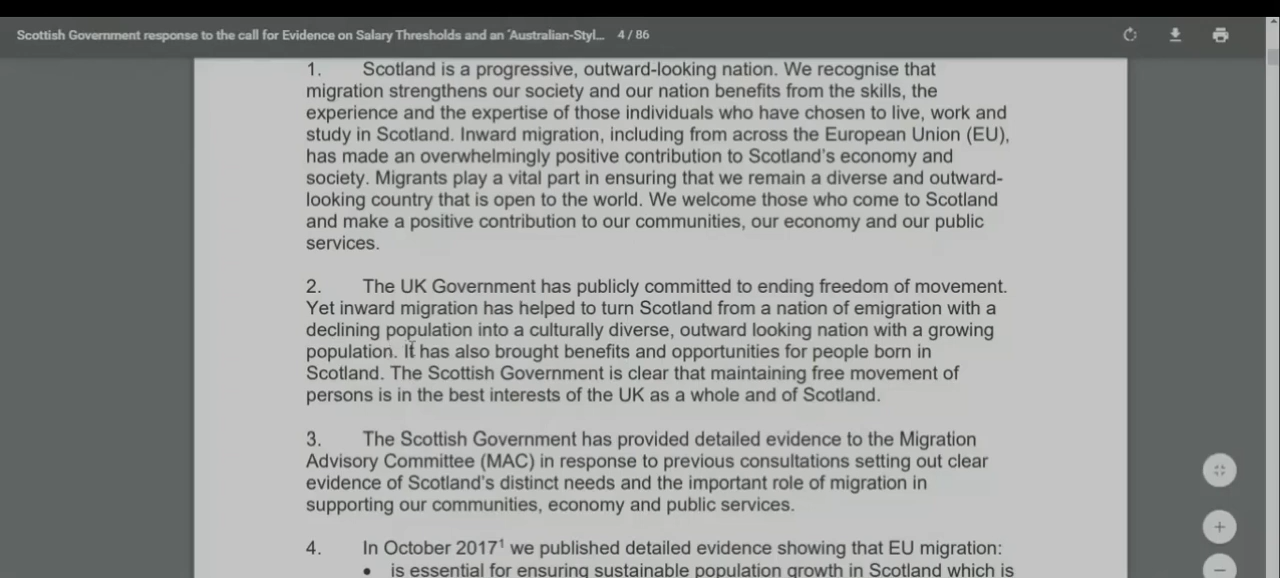 Scottish Government response to the call for Evidence on Salary Thresholds and an 'Australian-Styl... 4 / 86
1. Scotland is a progressive, outward-looking nation. We recognise that
migration strengthens our society and our nation benefits from the skills, the
experience and the expertise of those individuals who have chosen to live, work and
study in Scotland. Inward migration, including from across the European Union (EU),
has made an overwhelmingly positive contribution to Scotland's economy and
society. Migrants play a vital part in ensuring that we remain a diverse and outward-
looking country that is open to the world. We welcome those who come to Scotland
and make a positive contribution to our communities, our economy and our public
services.
2. The UK Government has publicly committed to ending freedom of movement.
Yet inward migration has helped to turn Scotland from a nation of emigration with a
declining population into a culturally diverse, outward looking nation with a growing
population. It has also brought benefits and opportunities for people born in
Scotland. The Scottish Government is clear that maintaining free movement of
persons is in the best interests of the UK as a whole and of Scotland.
3. The Scottish Government has provided detailed evidence to the Migration
Advisory Committee (MAC) in response to previous consultations setting out clear
evidence of Scotland's distinct needs and the important role of migration in
supporting our communities, economy and public services.
4. In October 2017¹ we published detailed evidence showing that EU migration:
• is essential for ensuring sustainable population growth in Scotland which is